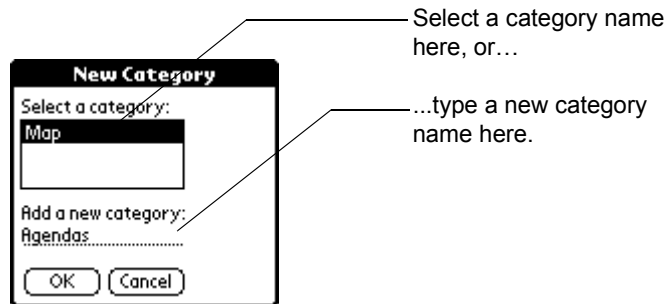 Select a category name
here, or…
New Category
Select a category:
Map
...type a new category
name here.
Add a new category:
Agendas
OK Cancel